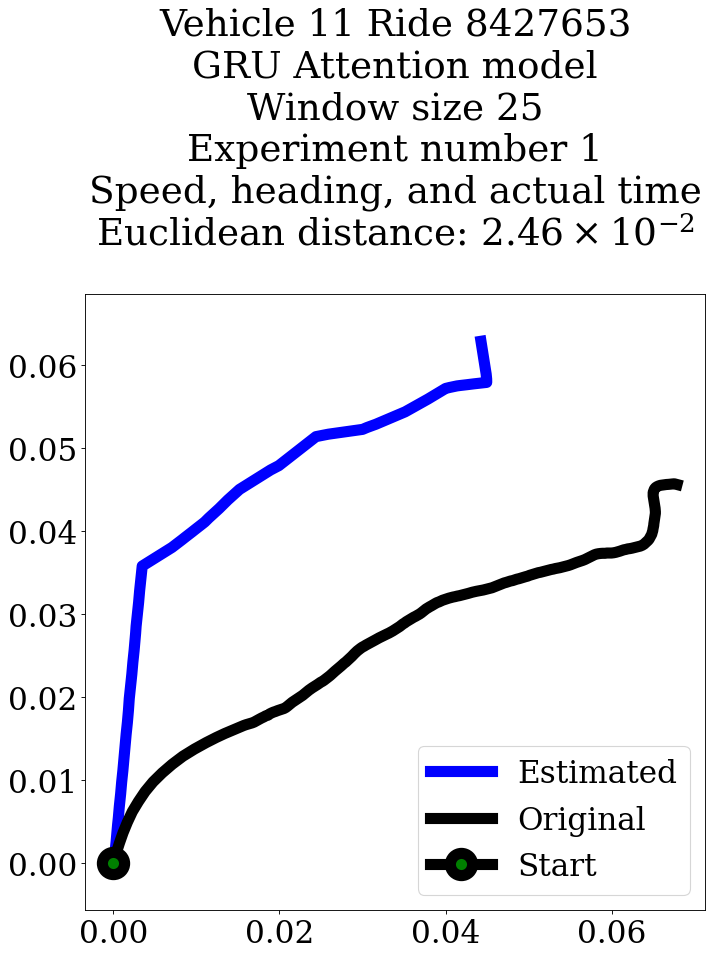 Vehicle 11 Ride 8427653
GRU Attention model
Window size 25
Experiment number 1
Speed, heading, and actual time
Euclidean distance: 2.46 × 10⁻²
0.06
0.05
0.04
0.03
0.02
0.01
0.00
Estimated
Original
Start
0.00 0.02 0.04 0.06